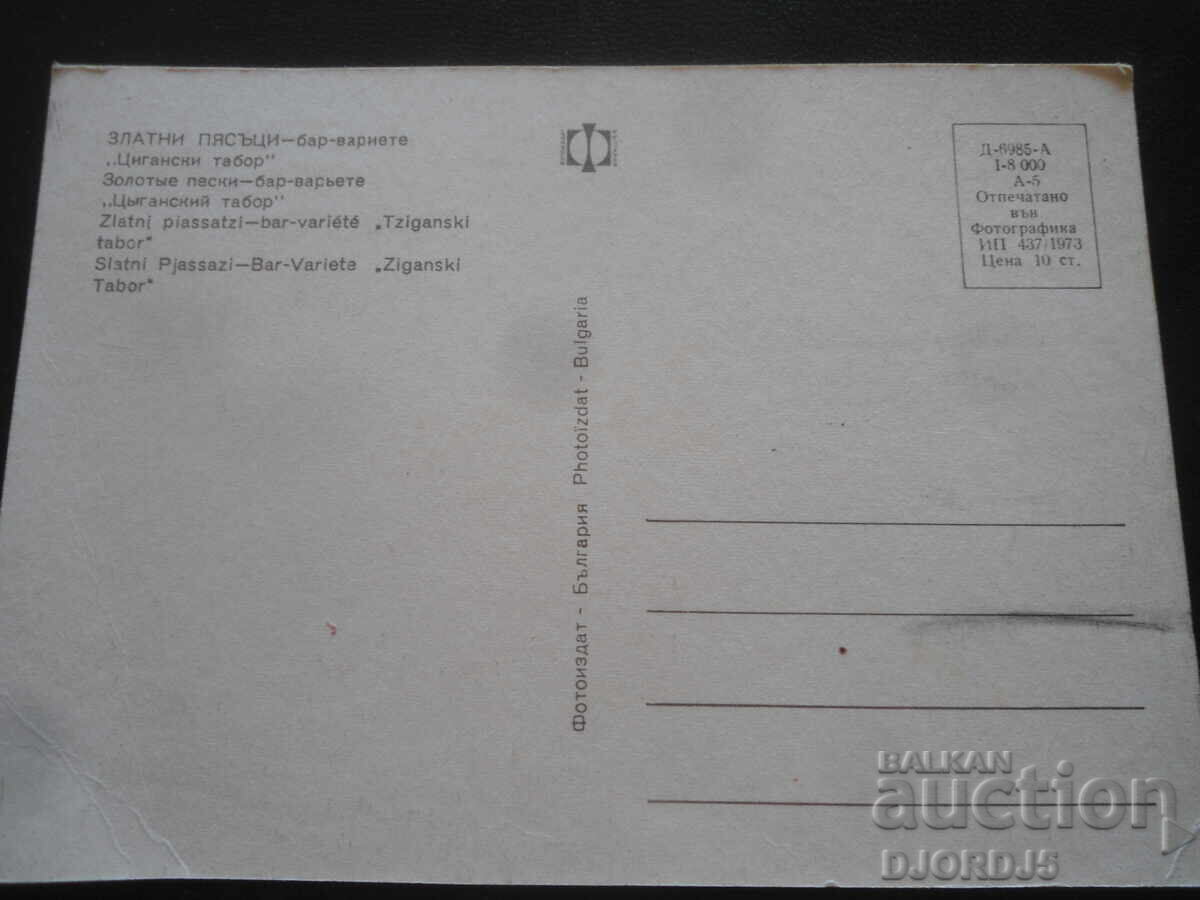 ЗЛАТНИ ПЯСЪЦИ—бар-вариете
„Цигански табор"
Золотые пески—бар-варьете
„Цыганский табор"
Zlatni piassatzi—bar-variété „Tziganski
tabor"
Slatni Pjassazi—Bar-Variete „Ziganski
Tabor"
Д-6985-А
I-8 000
А-5
Отпечатано
във
Фотографика
ИП 437/1973
Цена 10 ст.
Фотоиздат - България Photoïzdat - Bulgaria
BALKAN
auction
DJORDJ5